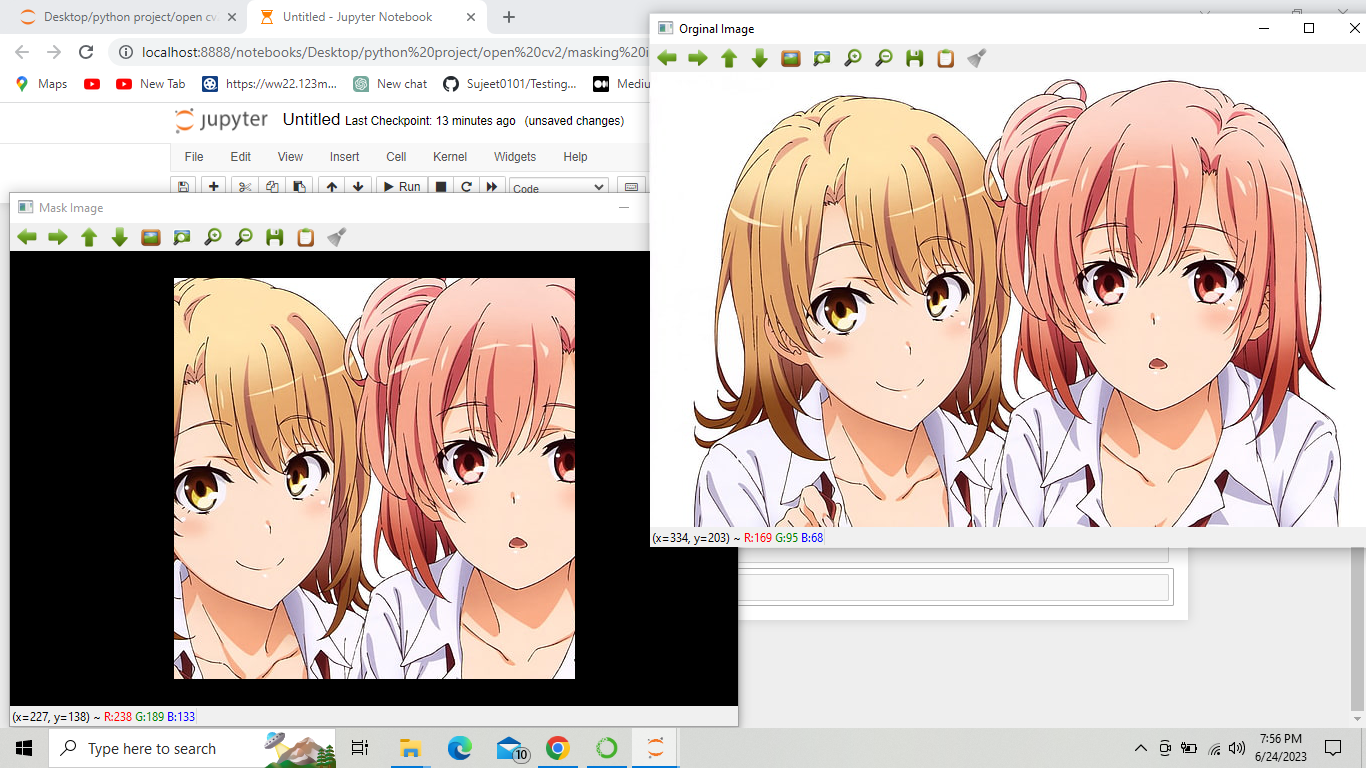 Desktop/python project/open cv
Untitled - Jupyter Notebook
localhost:8888/notebooks/Desktop/python%20project/open%20cv2/masking%20i
Maps
New Tab
https://ww22.123m...
New chat
Sujeet0101/Testing...
Mediu
jupyter
Untitled Last Checkpoint: 13 minutes ago (unsaved changes)
File Edit View Insert Cell Kernel Widgets Help
Run
Code
Mask Image
(x=227, y=138) ~ R:238 G:189 B:133
Orginal Image
(x=334, y=203) ~ R:169 G:95 B:68
Type here to search
10
7:56 PM
6/24/2023